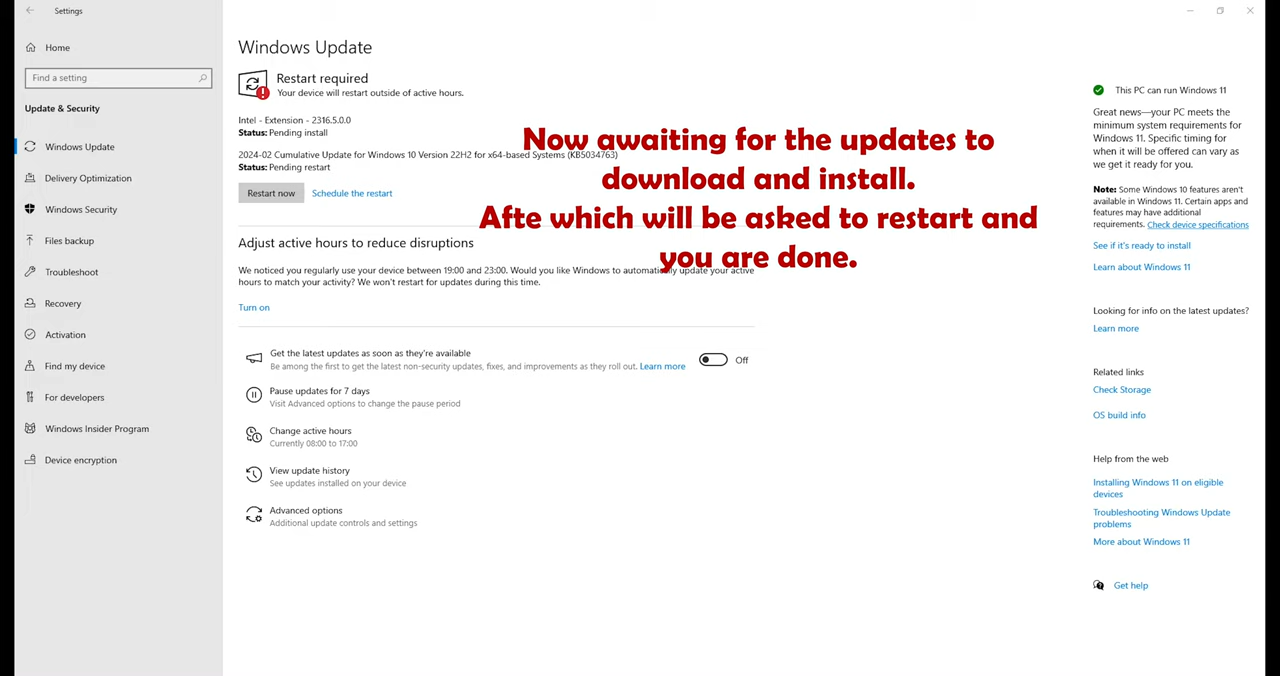 Settings
Home
Find a setting
Update & Security
Windows Update
Delivery Optimization
Windows Security
Files backup
Troubleshoot
Recovery
Activation
Find my device
For developers
Windows Insider Program
Device encryption
Windows Update
Restart required
Your device will restart outside of active hours.
Intel - Extension - 2316.5.0.0
Status: Pending install
2024-02 Cumulative Update for Windows 10 Version 22H2 for x64-based Systems (KB5034763)
Status: Pending restart
Restart now Schedule the restart
Now awaiting for the updates to
download and install.
Afte which will be asked to restart and
you are done.
Adjust active hours to reduce disruptions
We noticed you regularly use your device between 19:00 and 23:00. Would you like Windows to automatically update your active
hours to match your activity? We won't restart for updates during this time.
Turn on
Get the latest updates as soon as they're available
Be among the first to get the latest non-security updates, fixes, and improvements as they roll out. Learn more
Off
Pause updates for 7 days
Visit Advanced options to change the pause period
Change active hours
Currently 08:00 to 17:00
View update history
See updates installed on your device
Advanced options
Additional update controls and settings
This PC can run Windows 11
Great news—your PC meets the
minimum system requirements for
Windows 11. Specific timing for
when it will be offered can vary as
we get it ready for you.
Note: Some Windows 10 features aren't
available in Windows 11. Certain apps and
features may have additional
requirements. Check device specifications
See if it's ready to install
Learn about Windows 11
Looking for info on the latest updates?
Learn more
Related links
Check Storage
OS build info
Help from the web
Installing Windows 11 on eligible
devices
Troubleshooting Windows Update
problems
More about Windows 11
Get help